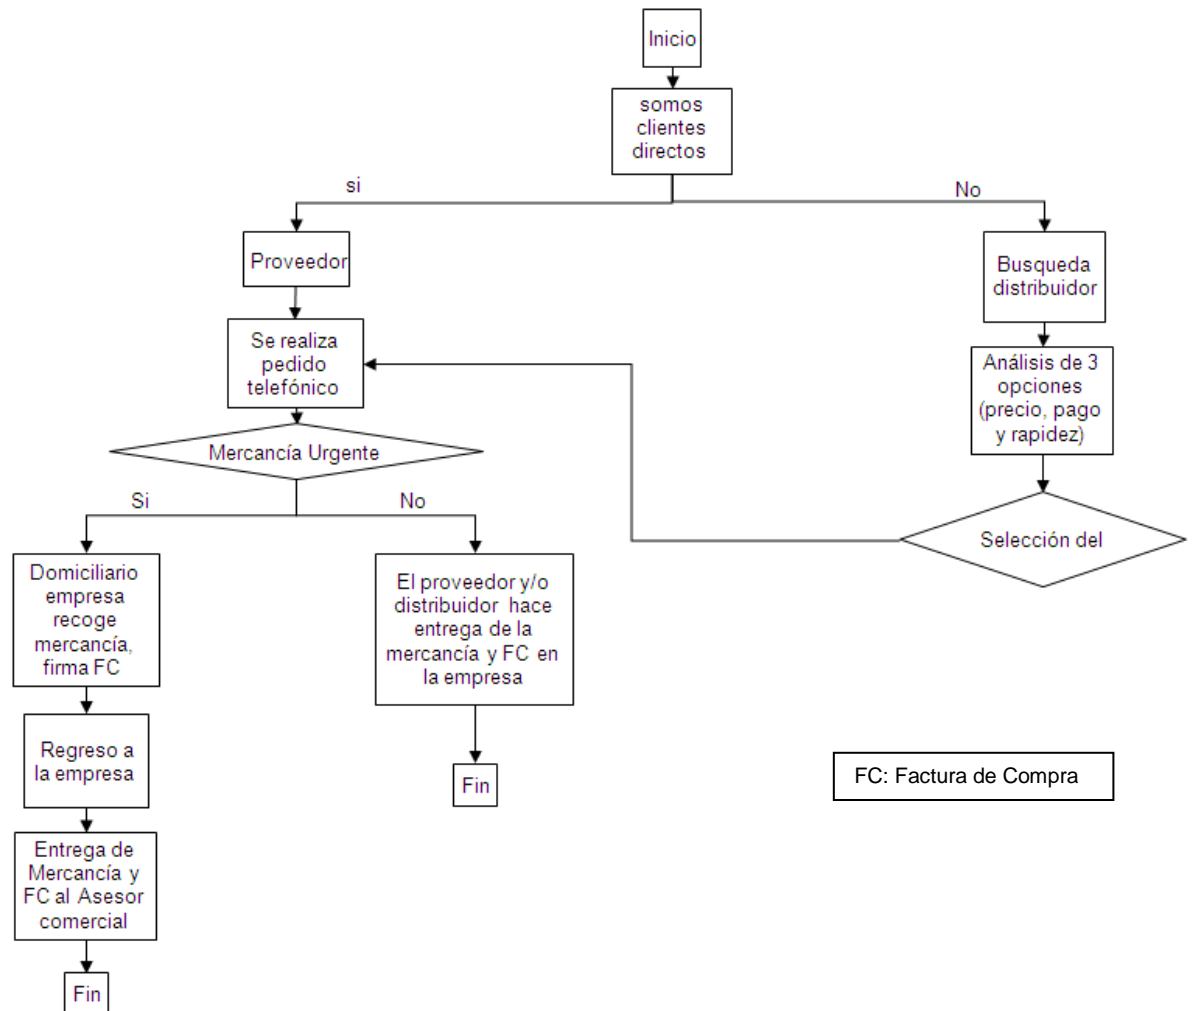 Inicio
somos
clientes
directos
si
No
Proveedor
Busqueda
distribuidor
Se realiza
pedido
telefónico
Análisis de 3
opciones
(precio, pago
y rapidez)
Mercancía Urgente
Selección del
Si
No
Domiciliario
empresa
recoge
mercancía,
firma FC
El proveedor y/o
distribuidor hace
entrega de la
mercancía y FC en
la empresa
Regreso a
la empresa
Fin
FC: Factura de Compra
Entrega de
Mercancía y
FC al Asesor
comercial
Fin